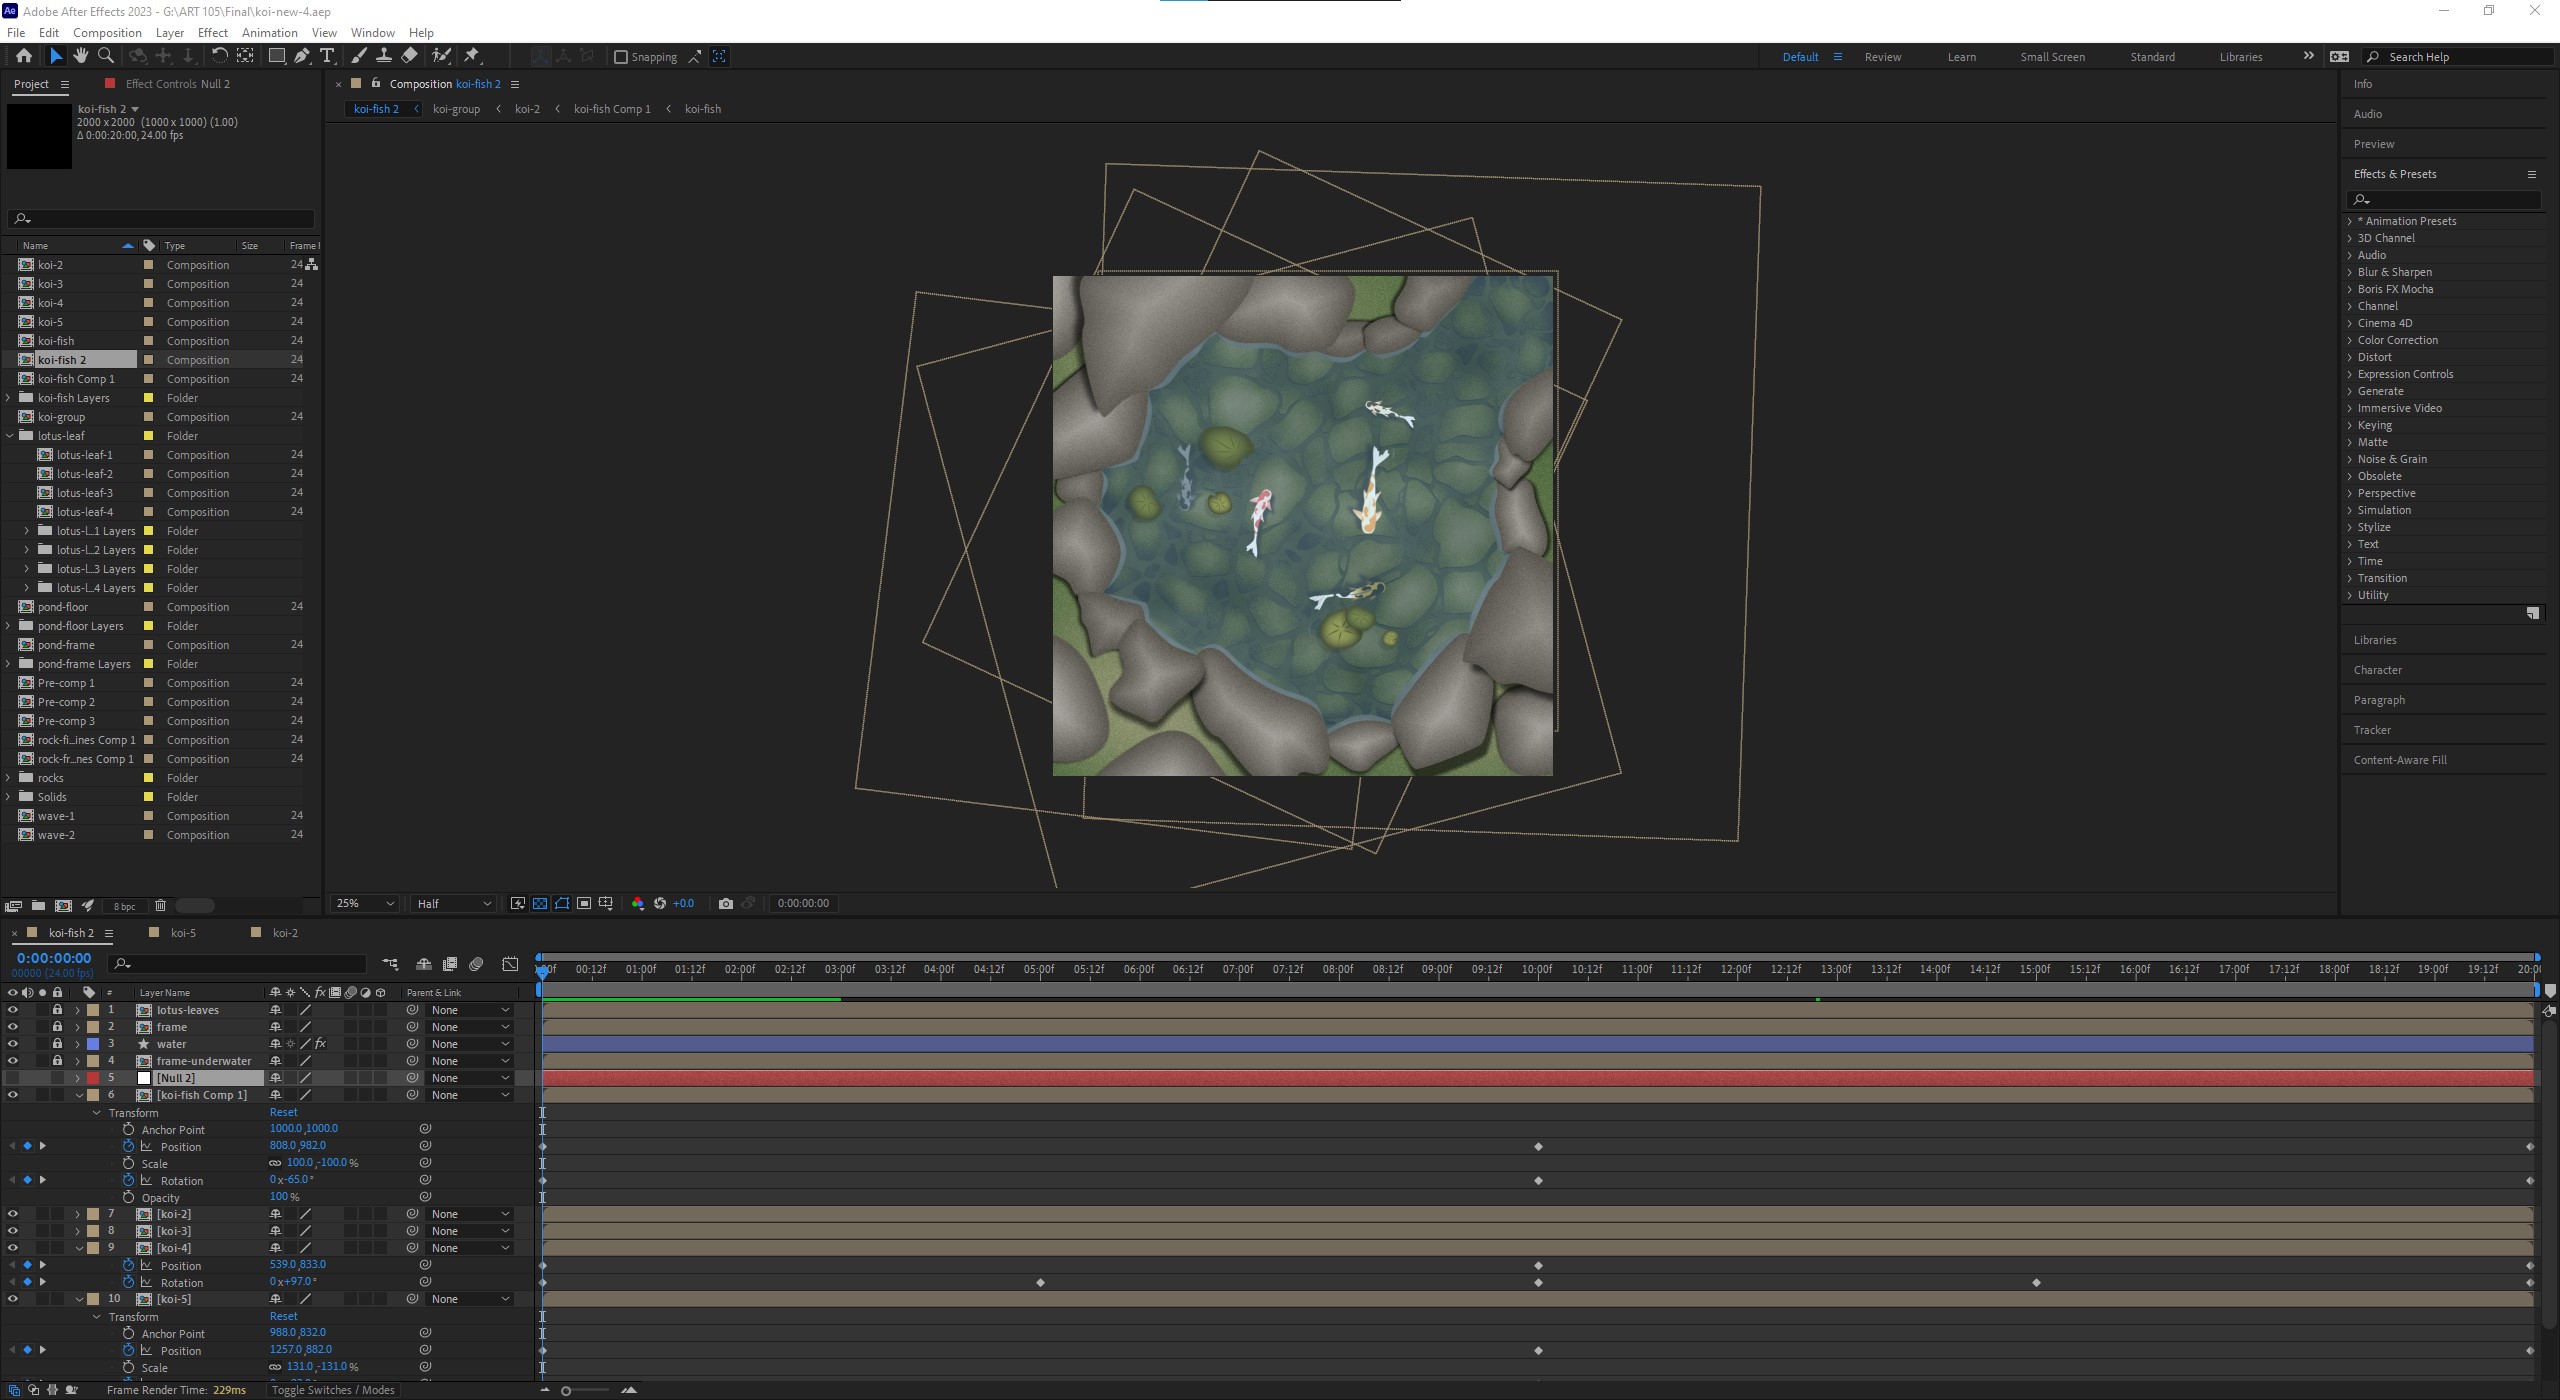 Adobe After Effects 2023 - G:\ART 105\Final\koi-new-4.aep
File Edit Composition Layer Effect Animation View Window Help
Snapping
Default Review Learn Small Screen Standard Libraries Search Help
Project Effect Controls Null 2
koi-fish 2
2000 x 2000 (1000 x 1000) (1.00)
Δ 0:00:20:00, 24.00 fps
Name Type Size Frame
koi-2 Composition 24
koi-3 Composition 24
koi-4 Composition 24
koi-5 Composition 24
koi-fish Composition 24
koi-fish 2 Composition 24
koi-fish Comp 1 Composition 24
koi-fish Layers Folder
koi-group Composition 24
lotus-leaf Folder
lotus-leaf-1 Composition 24
lotus-leaf-2 Composition 24
lotus-leaf-3 Composition 24
lotus-leaf-4 Composition 24
lotus-l...1 Layers Folder
lotus-l...2 Layers Folder
lotus-l...3 Layers Folder
lotus-l...4 Layers Folder
pond-floor Composition 24
pond-floor Layers Folder
pond-frame Composition 24
pond-frame Layers Folder
Pre-comp 1 Composition 24
Pre-comp 2 Composition 24
Pre-comp 3 Composition 24
rock-fi...ines Comp 1 Composition 24
rock-fr...nes Comp 1 Composition 24
rocks Folder
Solids Folder
wave-1 Composition 24
wave-2 Composition 24
8 bpc
Composition koi-fish 2
koi-fish 2 koi-group koi-2 koi-fish Comp 1 koi-fish
25% Half +0.0 0:00:00:00
Info
Audio
Preview
Effects & Presets
* Animation Presets
3D Channel
Audio
Blur & Sharpen
Boris FX Mocha
Channel
Cinema 4D
Color Correction
Distort
Expression Controls
Generate
Immersive Video
Keying
Matte
Noise & Grain
Obsolete
Perspective
Simulation
Stylize
Text
Time
Transition
Utility
Libraries
Character
Paragraph
Tracker
Content-Aware Fill
koi-fish 2 koi-5 koi-2
0:00:00:00
00000 (24.00 fps)
:00f 00:12f 01:00f 01:12f 02:00f 02:12f 03:00f 03:12f 04:00f 04:12f 05:00f 05:12f 06:00f 06:12f 07:00f 07:12f 08:00f 08:12f 09:00f 09:12f 10:00f 10:12f 11:00f 11:12f 12:00f 12:12f 13:00f 13:12f 14:00f 14:12f 15:00f 15:12f 16:00f 16:12f 17:00f 17:12f 18:00f 18:12f 19:00f 19:12f 20:00
# Layer Name fx Parent & Link
1 lotus-leaves None
2 frame None
3 water fx None
4 frame-underwater None
5 [Null 2] None
6 [koi-fish Comp 1] None
Transform Reset
Anchor Point 1000.0,1000.0
Position 808.0,982.0
Scale 100.0,-100.0 %
Rotation 0x-65.0°
Opacity 100 %
7 [koi-2] None
8 [koi-3] None
9 [koi-4] None
Position 539.0,833.0
Rotation 0x+97.0°
10 [koi-5] None
Transform Reset
Anchor Point 988.0,832.0
Position 1257.0,882.0
Scale 131.0,-131.0 %
Frame Render Time: 229ms Toggle Switches / Modes